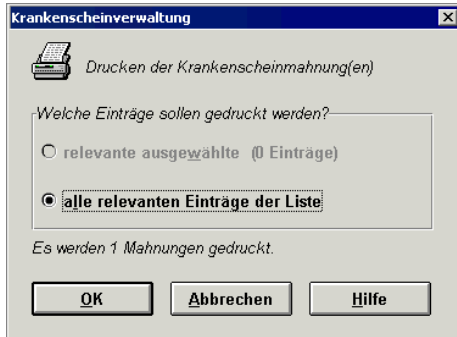 Krankenscheinverwaltung
Drucken der Krankenscheinmahnung(en)
Welche Einträge sollen gedruckt werden?
relevante ausgewählte (0 Einträge)
alle relevanten Einträge der Liste
Es werden 1 Mahnungen gedruckt.
OK Abbrechen Hilfe